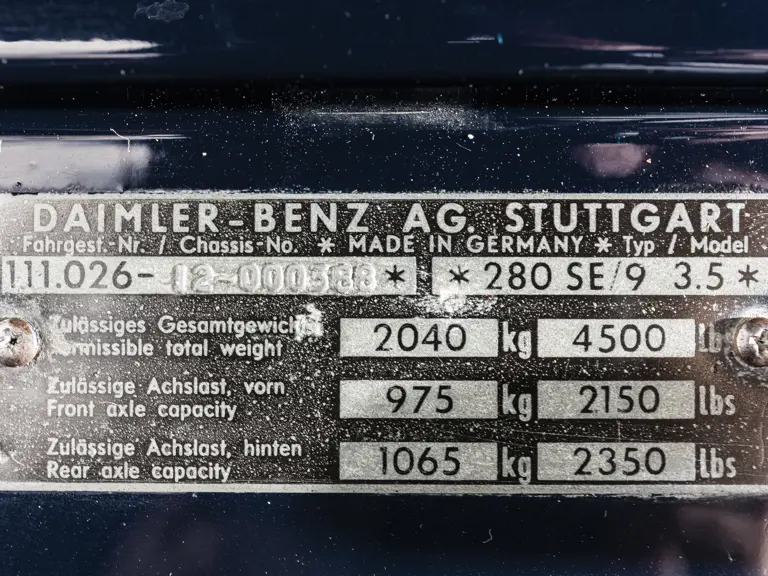 DAIMLER-BENZ AG. STUTTGART
Fahrgest.-Nr. / Chassis-No. * MADE IN GERMANY * Typ / Model
111.026- * * 280 SE/9 3.5 *
Zulässiges Gesamtgewicht
Permissible total weight 2040 kg 4500 lbs
Zulässige Achslast, vorn
Front axle capacity 975 kg 2150 lbs
Zulässige Achslast, hinten
Rear axle capacity 1065 kg 2350 lbs